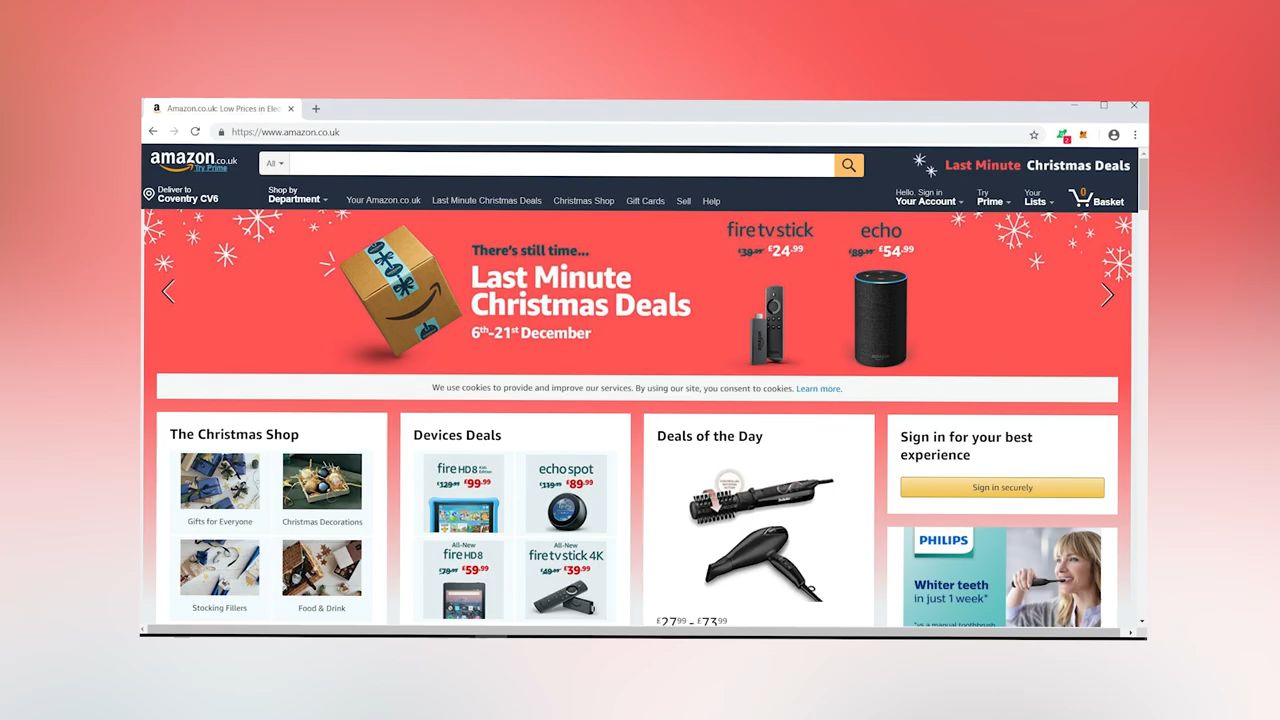 Amazon.co.uk: Low Prices in Elec
https://www.amazon.co.uk
2
amazon.co.uk
Try Prime
All
Last Minute Christmas Deals
Deliver to
Coventry CV6
Shop by
Department
Your Amazon.co.uk
Last Minute Christmas Deals
Christmas Shop
Gift Cards
Sell
Help
Hello. Sign in
Your Account
Try
Prime
Your
Lists
0
Basket
There's still time...
Last Minute
Christmas Deals
6th-21st December
fire tv stick
£39.99 £24.99
echo
£89.99 £54.99
We use cookies to provide and improve our services. By using our site, you consent to cookies. Learn more.
The Christmas Shop
Gifts for Everyone
Christmas Decorations
Stocking Fillers
Food & Drink
Devices Deals
fire HD8 Kids Edition
£129.99 £99.99
echo spot
£119.99 £89.99
All-New
fire HD8
£79.99 £59.99
All-New
fire tv stick 4K
£49.99 £39.99
Deals of the Day
£27.99 - £73.99
Sign in for your best
experience
Sign in securely
PHILIPS
Whiter teeth
in just 1 week*
*vs a manual toothbrush